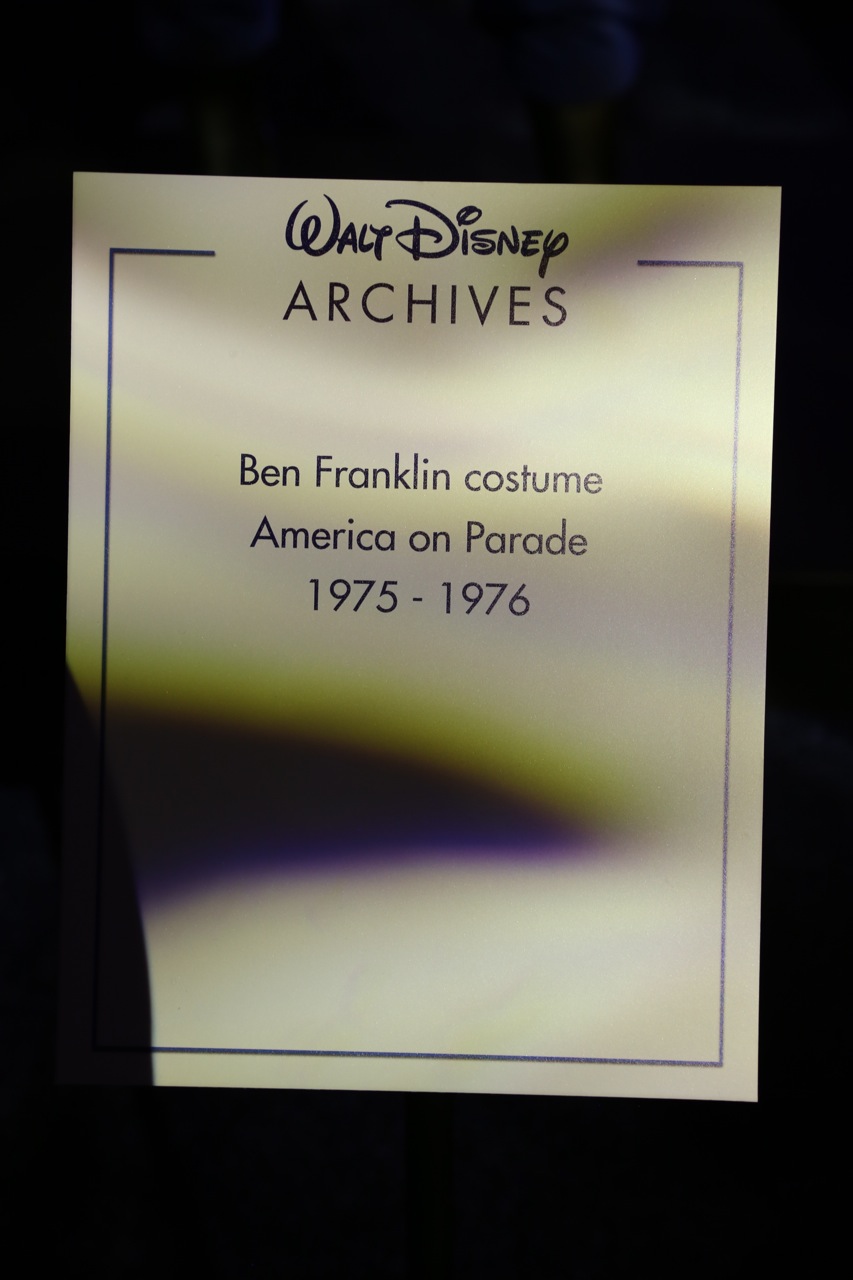 Walt Disney
ARCHIVES
Ben Franklin costume
America on Parade
1975 - 1976